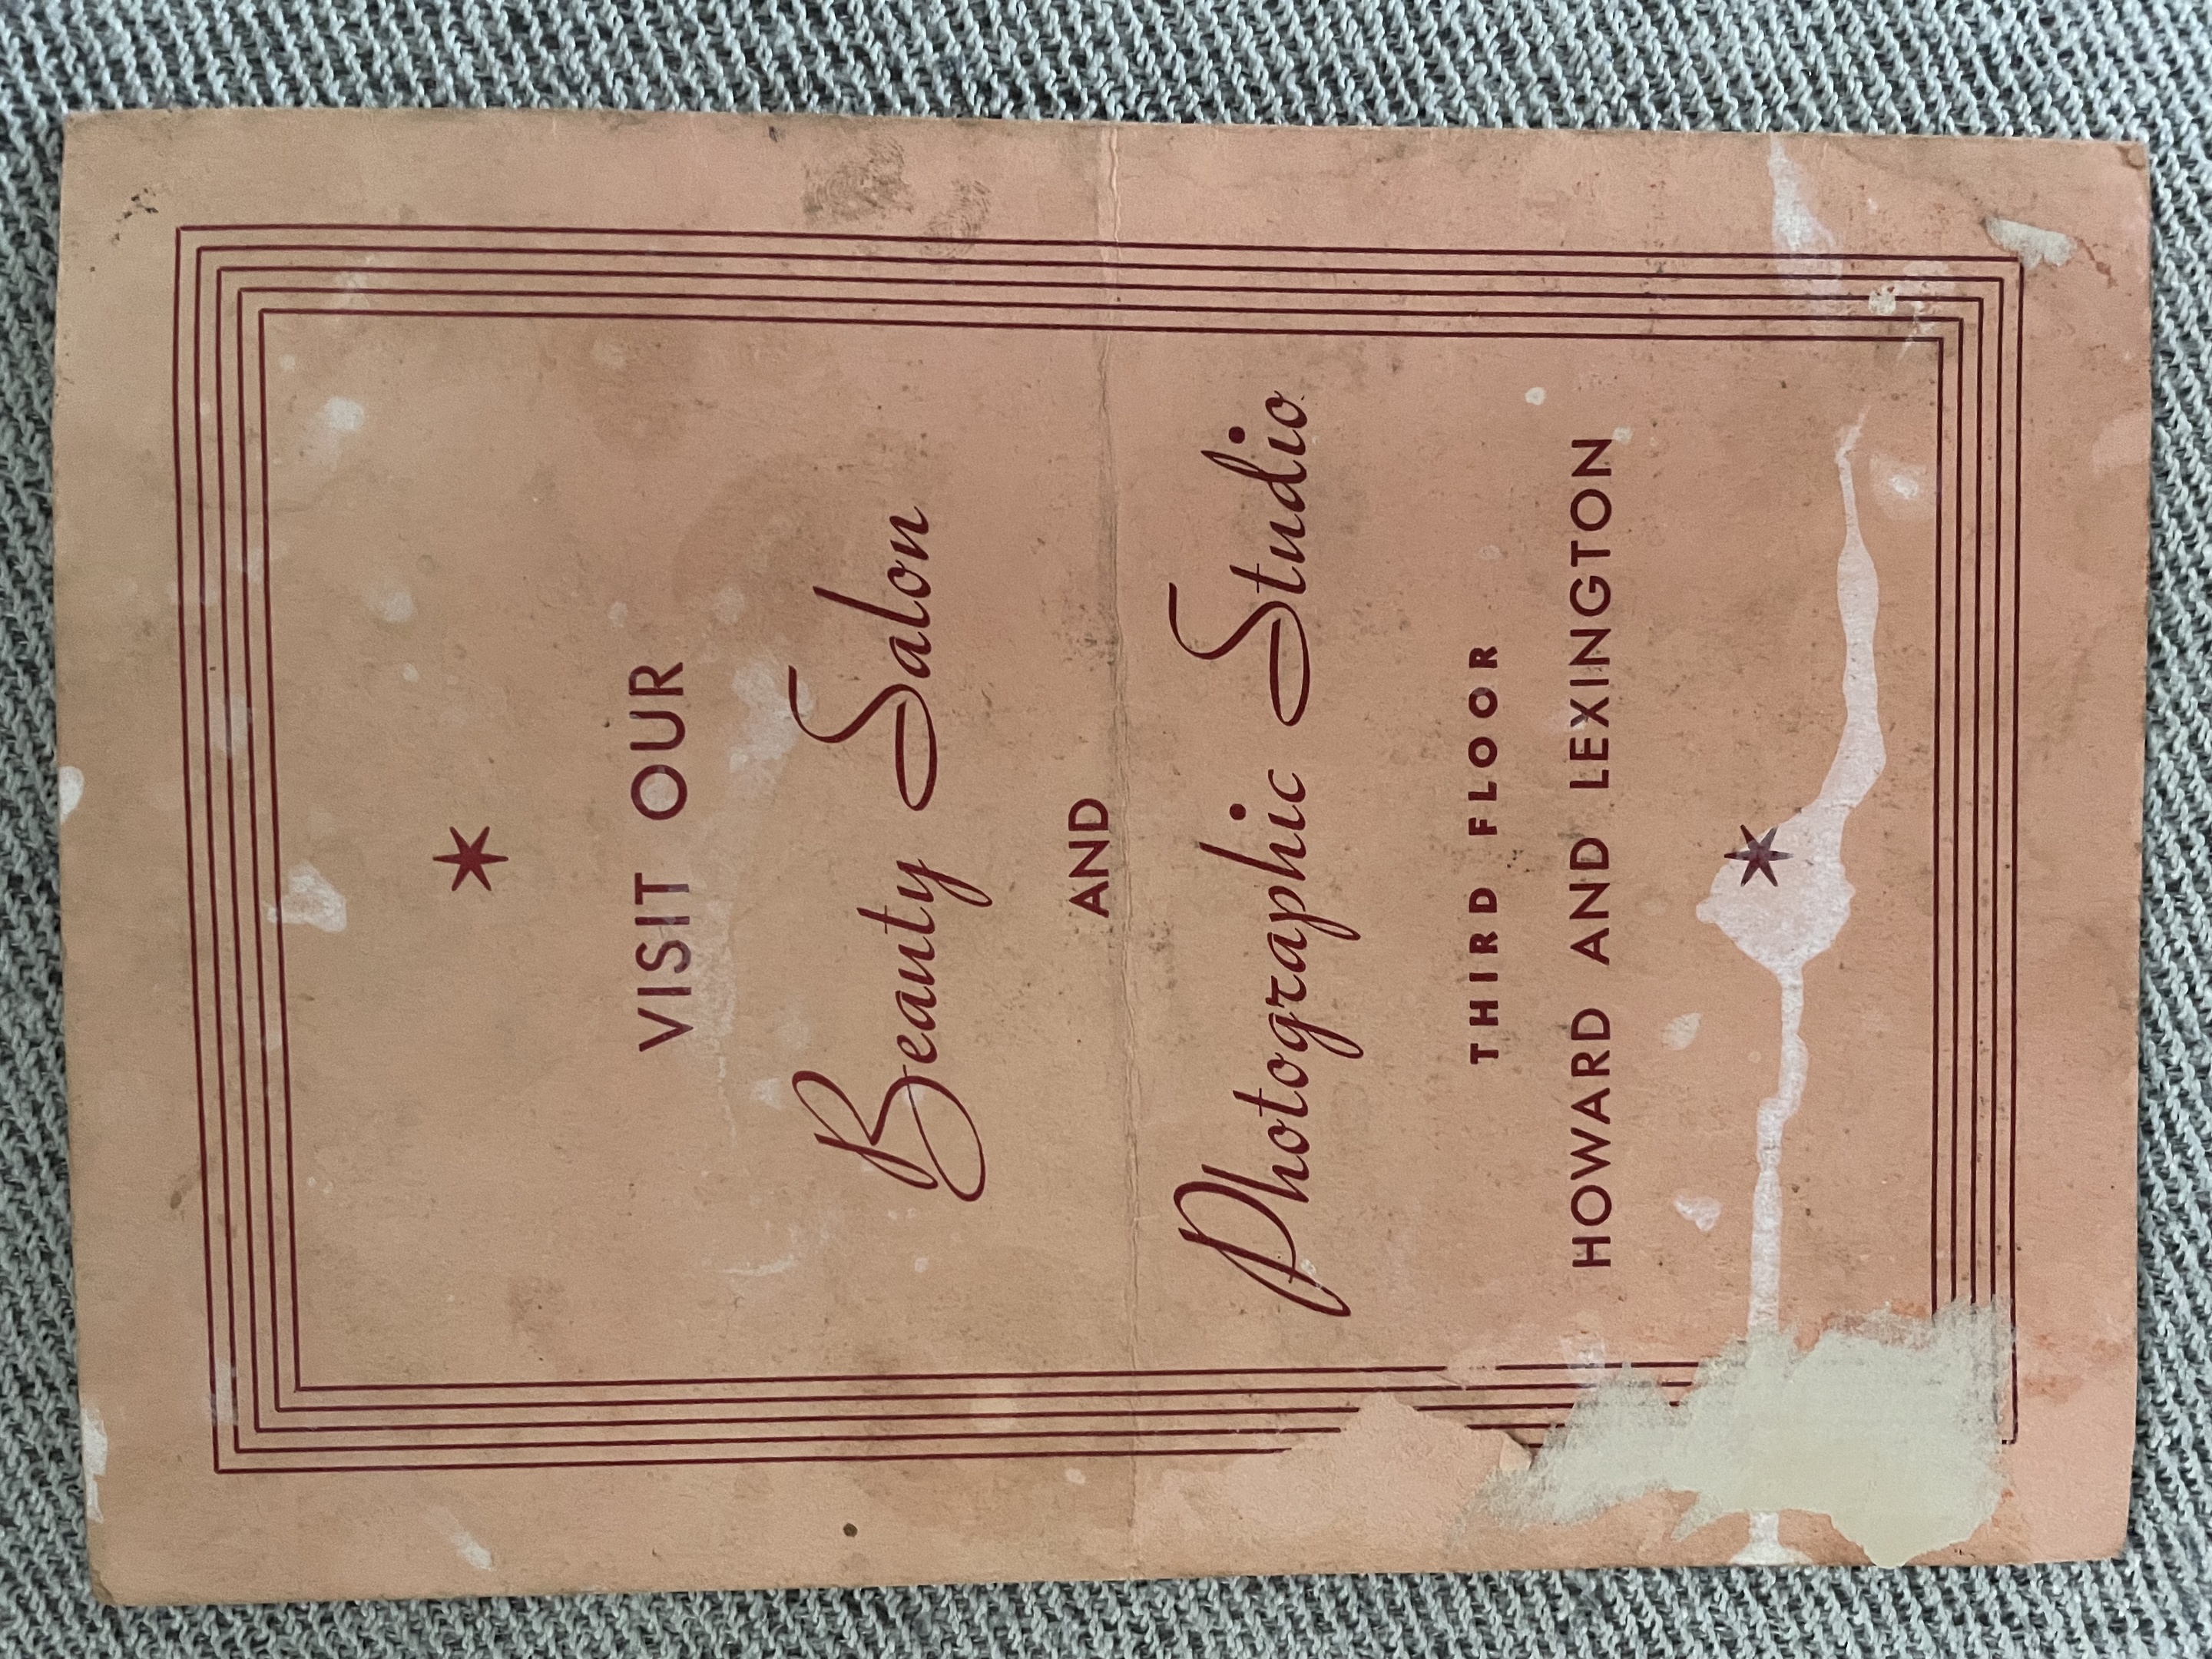 VISIT OUR
Beauty Salon
AND
Photographic Studio
THIRD FLOOR
HOWARD AND LEXINGTON